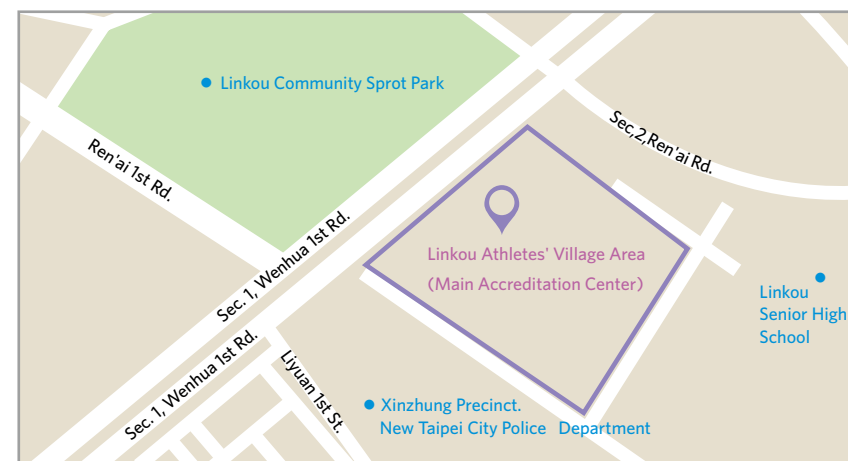 Linkou Community Sprot Park
Sec,2,Ren'ai Rd.
Ren'ai 1st Rd.
Sec. 1, Wenhua 1st Rd.
Linkou Athletes' Village Area
(Main Accreditation Center)
Linkou
Senior High
School
Sec. 1, Wenhua 1st Rd.
Liyuan 1st St.
Xinzhung Precinct.
New Taipei City Police Department